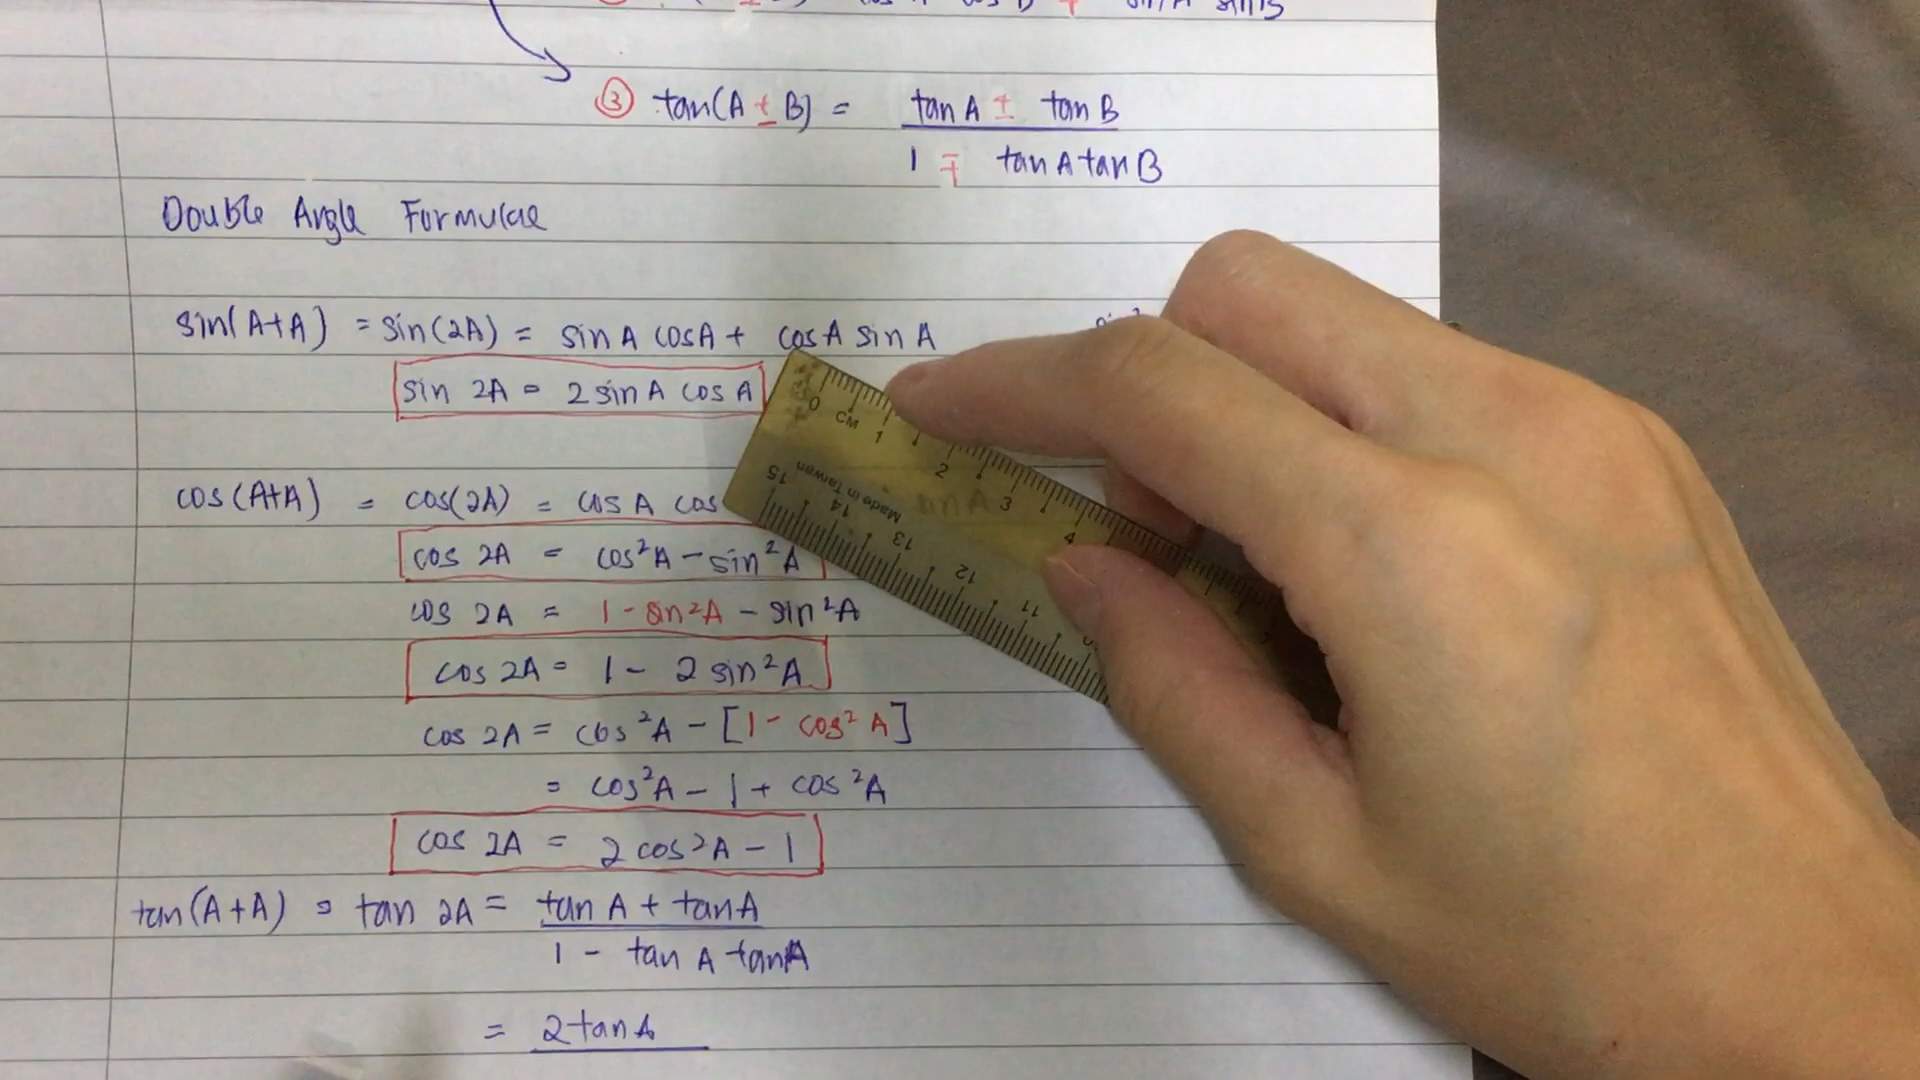 ③ tan(A ± B) = tan A ± tan B
1 ∓ tan A tan B
Double Angle Formulae
sin(A+A) = sin(2A) = sin A cos A + cos A sin A
sin 2A = 2 sin A cos A
cos(A+A) = cos(2A) = cos A cos
cos 2A = cos²A - sin²A
cos 2A = 1 - sin²A - sin²A
cos 2A = 1 - 2 sin²A
cos 2A = cos²A - [1 - cos²A]
= cos²A - 1 + cos²A
cos 2A = 2cos²A - 1
tan(A+A) = tan 2A = tan A + tan A
1 - tan A tan A
= 2 tan A
0 CM 1 2 3 4
15 14 13 12 11
Made in Taiwan